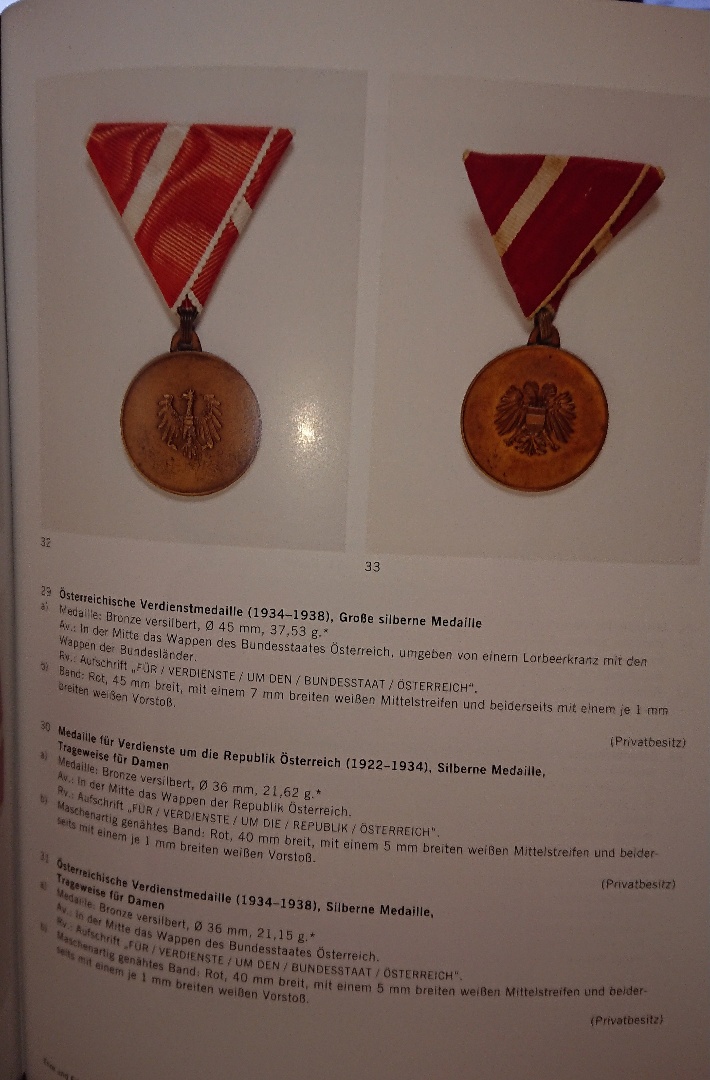 32
33
29 Österreichische Verdienstmedaille (1934–1938), Große silberne Medaille
a) Medaille: Bronze versilbert, Ø 45 mm, 37,53 g.*
Av.: In der Mitte das Wappen des Bundesstaates Österreich, umgeben von einem Lorbeerkranz mit den
Wappen der Bundesländer.
Rv.: Aufschrift „FÜR / VERDIENSTE / UM DEN / BUNDESSTAAT / ÖSTERREICH“.
b) Band: Rot, 45 mm breit, mit einem 7 mm breiten weißen Mittelstreifen und beiderseits mit einem je 1 mm
breiten weißen Vorstoß.
(Privatbesitz)
30 Medaille für Verdienste um die Republik Österreich (1922–1934), Silberne Medaille,
Trageweise für Damen
a) Medaille: Bronze versilbert, Ø 36 mm, 21,62 g.*
Av.: In der Mitte das Wappen der Republik Österreich.
Rv.: Aufschrift „FÜR / VERDIENSTE / UM DIE / REPUBLIK / ÖSTERREICH“.
b) Maschenartig genähtes Band: Rot, 40 mm breit, mit einem 5 mm breiten weißen Mittelstreifen und beider-
seits mit einem je 1 mm breiten weißen Vorstoß.
(Privatbesitz)
31 Österreichische Verdienstmedaille (1934–1938), Silberne Medaille,
Trageweise für Damen
a) Medaille: Bronze versilbert, Ø 36 mm, 21,15 g.*
Av.: In der Mitte das Wappen des Bundesstaates Österreich.
Rv.: Aufschrift „FÜR / VERDIENSTE / UM DEN / BUNDESSTAAT / ÖSTERREICH“.
b) Maschenartig genähtes Band: Rot, 40 mm breit, mit einem 5 mm breiten weißen Mittelstreifen und beider-
seits mit einem je 1 mm breiten weißen Vorstoß.
(Privatbesitz)